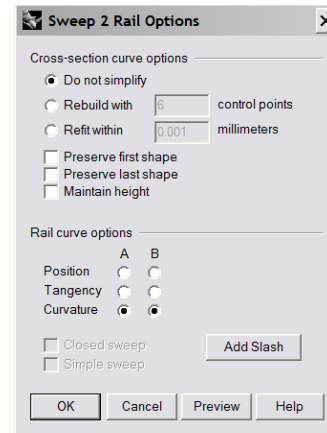 Sweep 2 Rail Options
Cross-section curve options
Do not simplify
Rebuild with 6 control points
Refit within 0.001 millimeters
Preserve first shape
Preserve last shape
Maintain height
Rail curve options
A B
Position
Tangency
Curvature
Closed sweep
Add Slash
Simple sweep
OK Cancel Preview Help